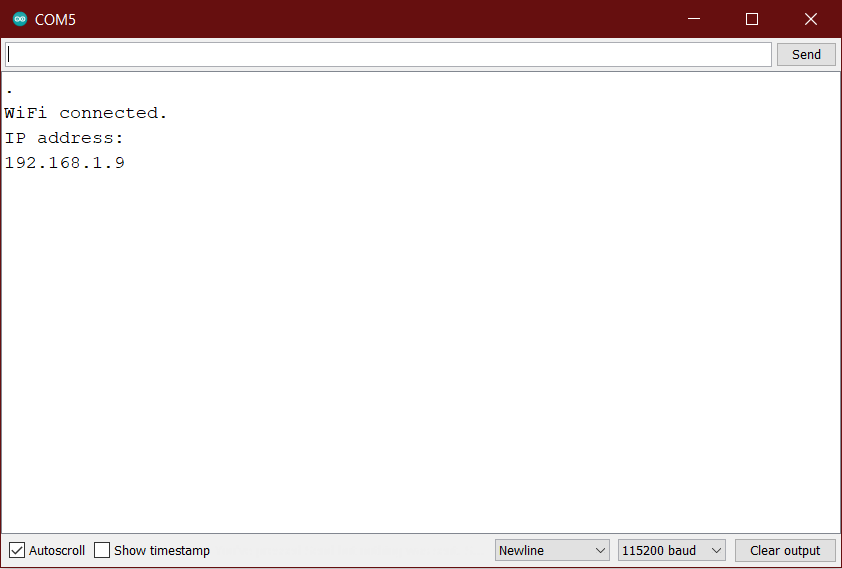 COM5
Send
.
WiFi connected.
IP address:
192.168.1.9
Autoscroll Show timestamp Newline 115200 baud Clear output